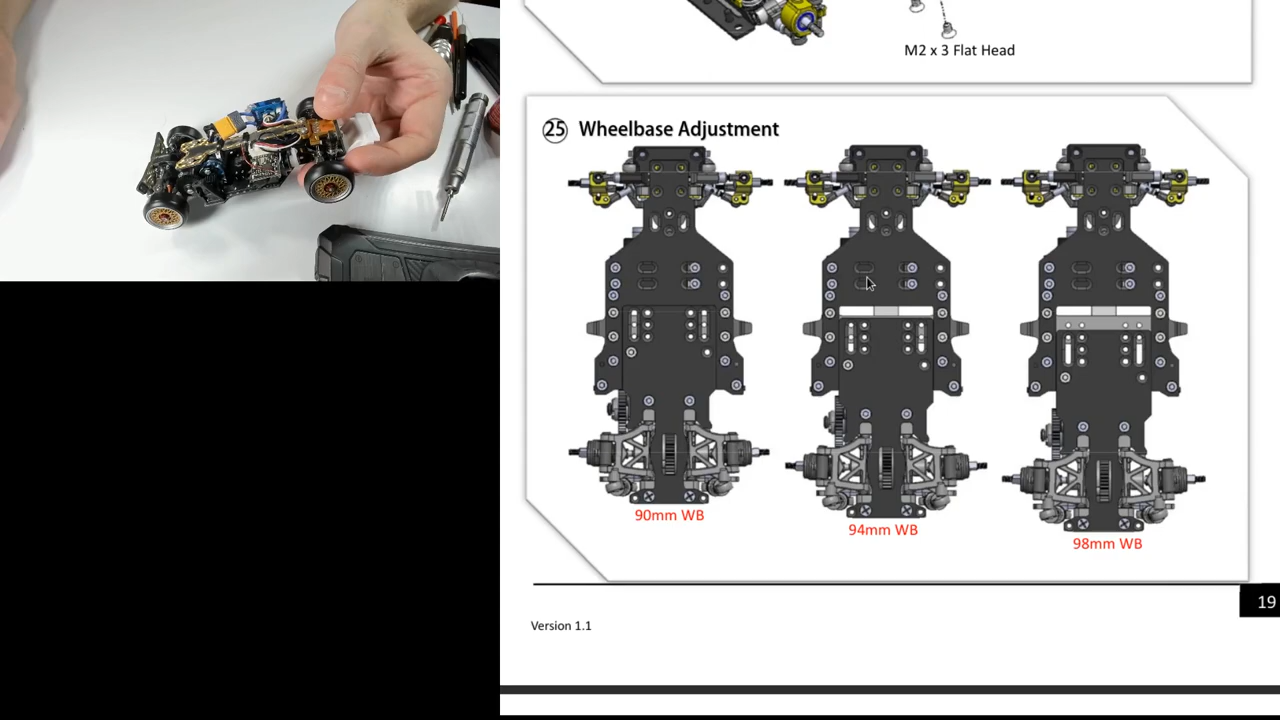 M2 x 3 Flat Head
25 Wheelbase Adjustment
90mm WB
94mm WB
98mm WB
19
Version 1.1